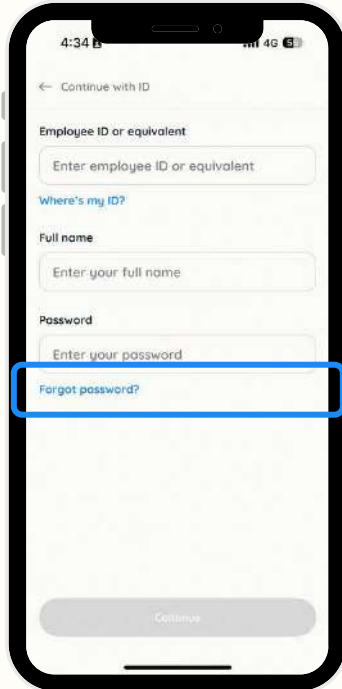 4:34
4G 5
← Continue with ID
Employee ID or equivalent
Enter employee ID or equivalent
Where's my ID?
Full name
Enter your full name
Password
Enter your password
Forgot password?
Continue